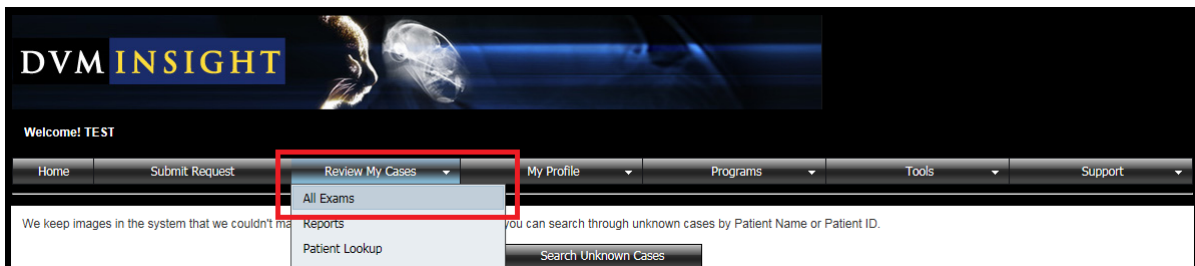 DVM INSIGHT
Welcome! TEST
Home Submit Request Review My Cases My Profile Programs Tools Support
All Exams
We keep images in the system that we couldn't ma you can search through unknown cases by Patient Name or Patient ID.
Reports
Patient Lookup
Search Unknown Cases